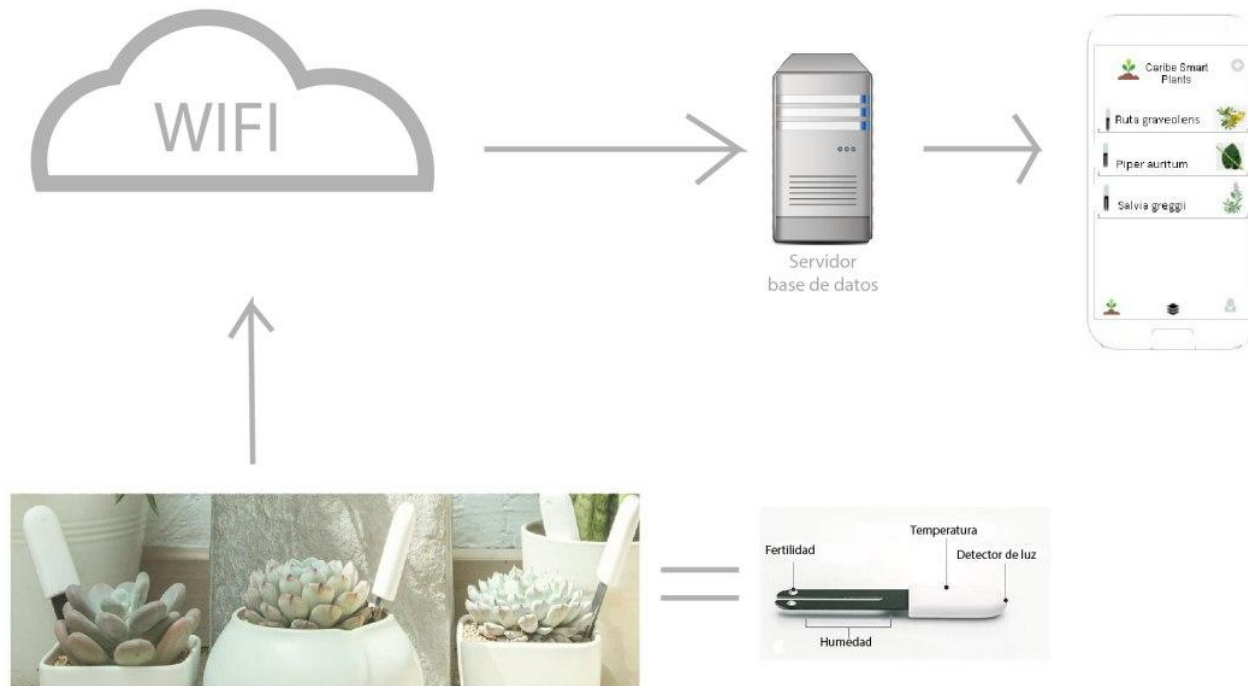 WIFI
Servidor
base de datos
Caribe Smart
Plants
Ruta graveolens
Piper auritum
Salvia greggii
Temperatura
Fertilidad
Detector de luz
Humedad